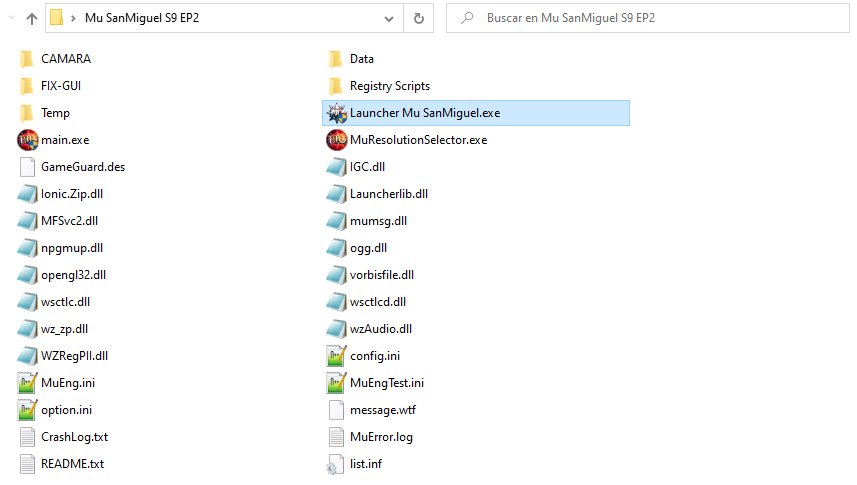 Mu SanMiguel S9 EP2
Buscar en Mu SanMiguel S9 EP2
CAMARA
Data
FIX-GUI
Registry Scripts
Temp
Launcher Mu SanMiguel.exe
main.exe
MuResolutionSelector.exe
GameGuard.des
IGC.dll
Ionic.Zip.dll
Launcherlib.dll
MFSvc2.dll
mumsg.dll
npgmup.dll
ogg.dll
opengl32.dll
vorbisfile.dll
wsctlc.dll
wsctlcd.dll
wz_zp.dll
wzAudio.dll
WZRegPll.dll
config.ini
MuEng.ini
MuEngTest.ini
option.ini
message.wtf
CrashLog.txt
MuError.log
README.txt
list.inf